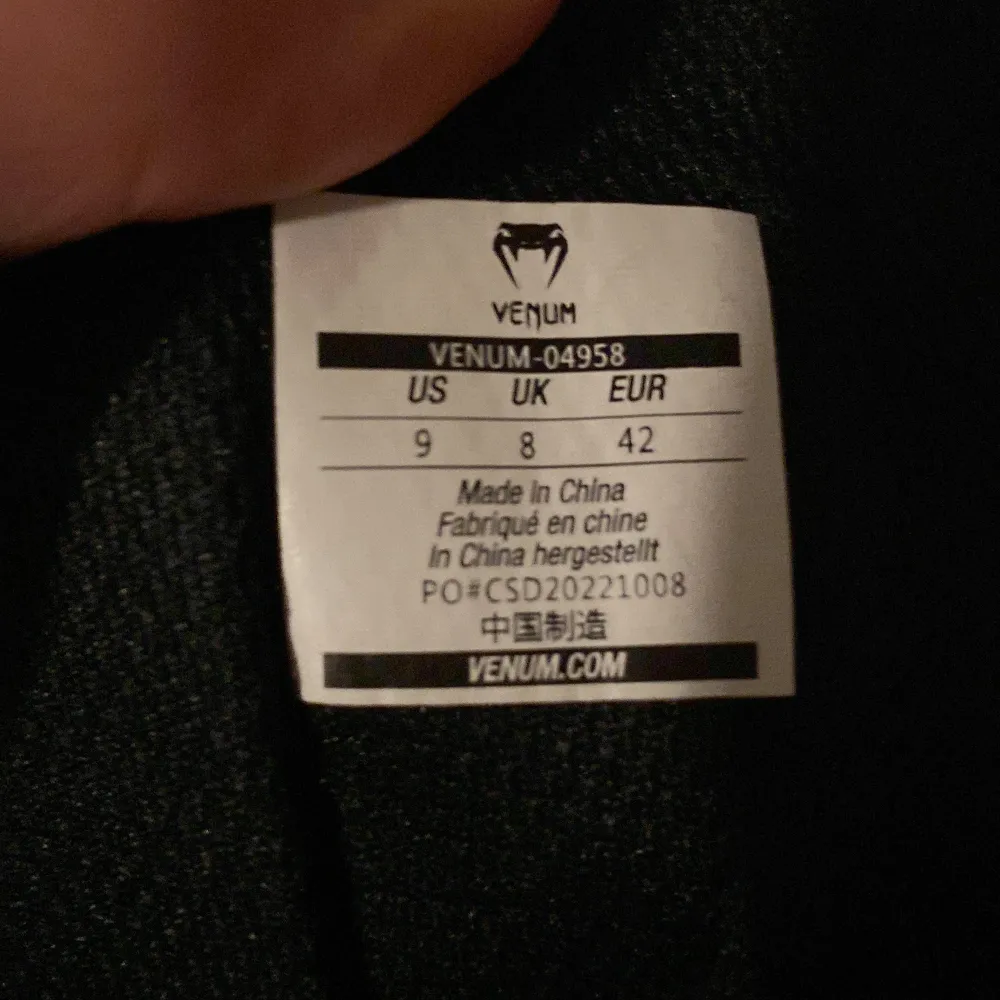 VENUM
VENUM-04958
US UK EUR
9 8 42
Made In China
Fabriqué en chine
In China hergestellt
PO#CSD20221008
中国制造
VENUM.COM